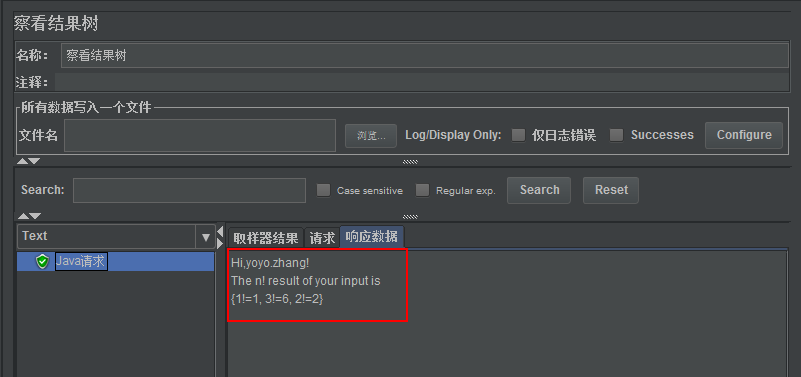 察看结果树
名称： 察看结果树
注释：
所有数据写入一个文件
文件名 浏览... Log/Display Only: 仅日志错误 Successes Configure
Search: Case sensitive Regular exp. Search Reset
Text 取样器结果 请求 响应数据
Java请求
Hi,yoyo.zhang!
The n! result of your input is
{1!=1, 3!=6, 2!=2}